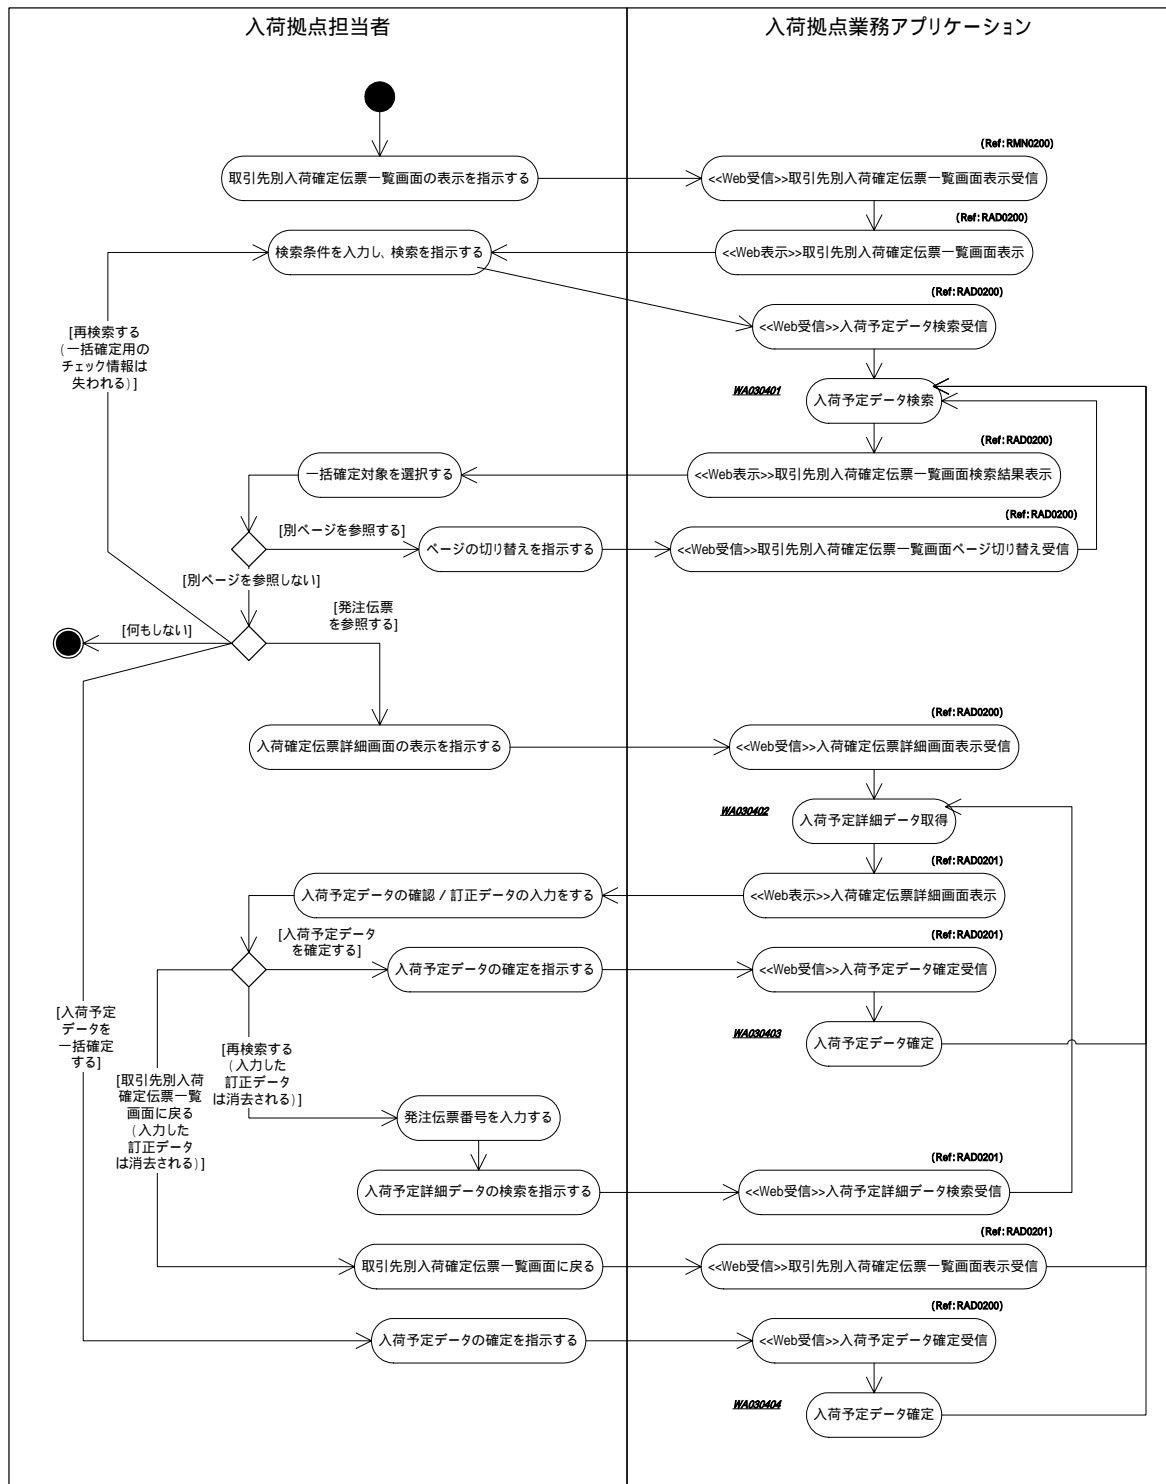 入荷拠点担当者
入荷拠点業務アプリケーション
(Ref:RMN0200)
取引先別入荷確定伝票一覧画面の表示を指示する
<<Web受信>>取引先別入荷確定伝票一覧画面表示受信
(Ref:RAD0200)
検索条件を入力し、検索を指示する
<<Web表示>>取引先別入荷確定伝票一覧画面表示
(Ref:RAD0200)
<<Web受信>>入荷予定データ検索受信
[再検索する
(一括確定用の
チェック情報は
失われる)]
WA030401
入荷予定データ検索
(Ref:RAD0200)
一括確定対象を選択する
<<Web表示>>取引先別入荷確定伝票一覧画面検索結果表示
(Ref:RAD0200)
[別ページを参照する]
ページの切り替えを指示する
<<Web受信>>取引先別入荷確定伝票一覧画面ページ切り替え受信
[別ページを参照しない]
[発注伝票
を参照する]
[何もしない]
(Ref:RAD0200)
入荷確定伝票詳細画面の表示を指示する
<<Web受信>>入荷確定伝票詳細画面表示受信
WA030402
入荷予定詳細データ取得
(Ref:RAD0201)
入荷予定データの確認 / 訂正データの入力をする
<<Web表示>>入荷確定伝票詳細画面表示
[入荷予定データ
を確定する]
(Ref:RAD0201)
入荷予定データの確定を指示する
<<Web受信>>入荷予定データ確定受信
[入荷予定
データを
一括確定
する]
WA030403
入荷予定データ確定
[再検索する
(入力した
訂正データ
は消去される)]
[取引先別入荷
確定伝票一覧
画面に戻る
(入力した
訂正データ
は消去される)]
発注伝票番号を入力する
(Ref:RAD0201)
入荷予定詳細データの検索を指示する
<<Web受信>>入荷予定詳細データ検索受信
(Ref:RAD0201)
取引先別入荷確定伝票一覧画面に戻る
<<Web受信>>取引先別入荷確定伝票一覧画面表示受信
(Ref:RAD0200)
入荷予定データの確定を指示する
<<Web受信>>入荷予定データ確定受信
WA030404
入荷予定データ確定